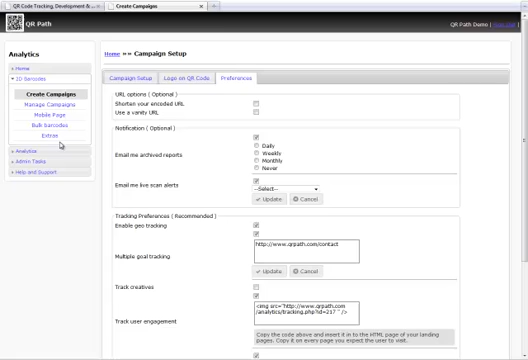 QR Code Tracking, Development & ...
Create Campaigns
QR Path
QR Path Demo |
Analytics
Home »» Campaign Setup
Home
2D Barcodes
Create Campaigns
Manage Campaigns
Mobile Page
Bulk Barcodes
Extras
Analytics
Admin Tasks
Help and Support
Campaign Setup
Logo on QR Code
Preferences
URL options ( Optional )
Shorten your encoded URL
Use a vanity URL
Notification ( Optional )
Email me archived reports
Daily
Weekly
Monthly
Never
Email me live scan alerts
--Select--
Update
Cancel
Tracking Preferences ( Recommended )
Enable geo tracking
Multiple goal tracking
http://www.qrpath.com/contact
Update
Cancel
Track creatives
Track user engagement
<img src="http://www.qrpath.com
/analytics/tracking.php?id=217 " />
Copy the code above and insert it in to the HTML page of your landing
pages. Copy it on every page you expect the user to visit.